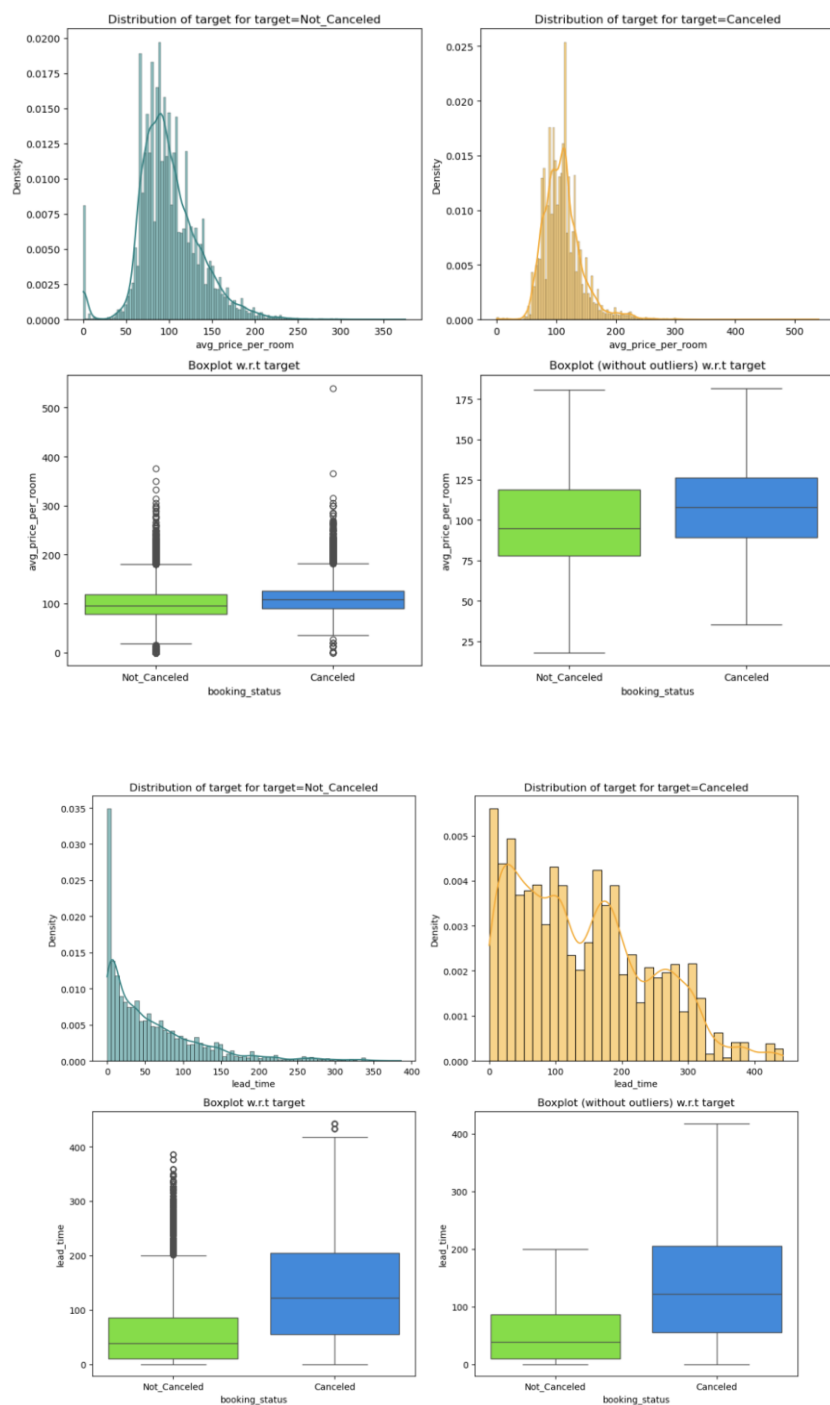 Distribution of target for target=Not_Canceled
0.0200
0.0175
0.0150
0.0125
0.0100
0.0075
0.0050
0.0025
0.0000
Density
0 50 100 150 200 250 300 350
avg_price_per_room
Distribution of target for target=Canceled
0.025
0.020
0.015
0.010
0.005
0.000
Density
0 100 200 300 400 500
avg_price_per_room
Boxplot w.r.t target
500
400
300
200
100
0
avg_price_per_room
Not_Canceled Canceled
booking_status
Boxplot (without outliers) w.r.t target
175
150
125
100
75
50
25
avg_price_per_room
Not_Canceled Canceled
booking_status
Distribution of target for target=Not_Canceled
0.035
0.030
0.025
0.020
0.015
0.010
0.005
0.000
Density
0 50 100 150 200 250 300 350 400
lead_time
Distribution of target for target=Canceled
0.005
0.004
0.003
0.002
0.001
0.000
Density
0 100 200 300 400
lead_time
Boxplot w.r.t target
400
300
200
100
0
lead_time
Not_Canceled Canceled
booking_status
Boxplot (without outliers) w.r.t target
400
300
200
100
0
lead_time
Not_Canceled Canceled
booking_status